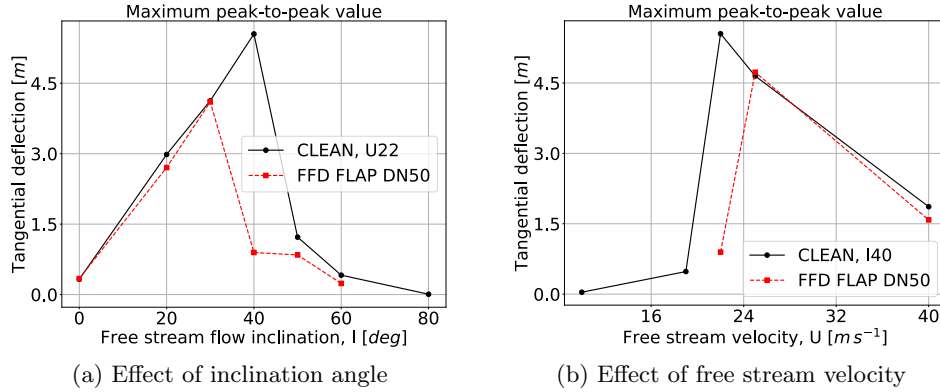 Maximum peak-to-peak value
Tangential deflection [m]
4.5
3.0
1.5
0.0
CLEAN, U22
FFD FLAP DN50
0 20 40 60 80
Free stream flow inclination, I [deg]
(a) Effect of inclination angle
Maximum peak-to-peak value
Tangential deflection [m]
4.5
3.0
1.5
0.0
CLEAN, I40
FFD FLAP DN50
16 24 32 40
Free stream velocity, U [m s⁻¹]
(b) Effect of free stream velocity